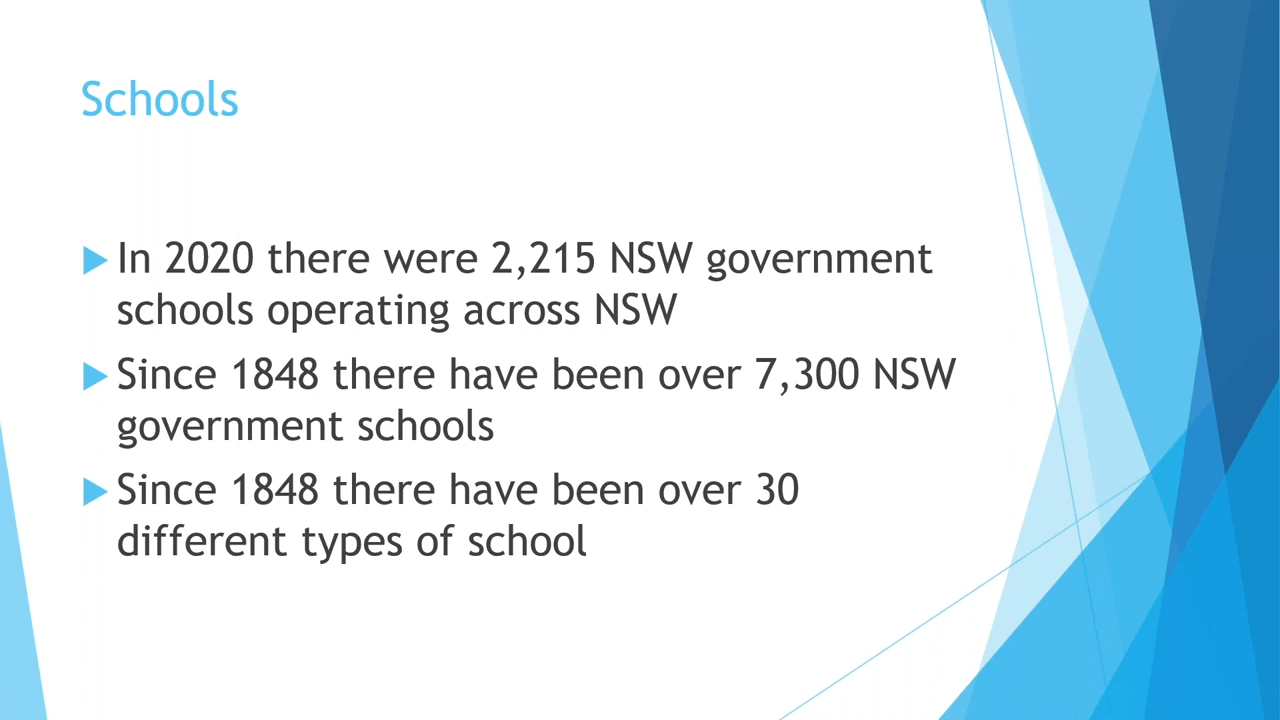 Schools
In 2020 there were 2,215 NSW government
schools operating across NSW
Since 1848 there have been over 7,300 NSW
government schools
Since 1848 there have been over 30
different types of school